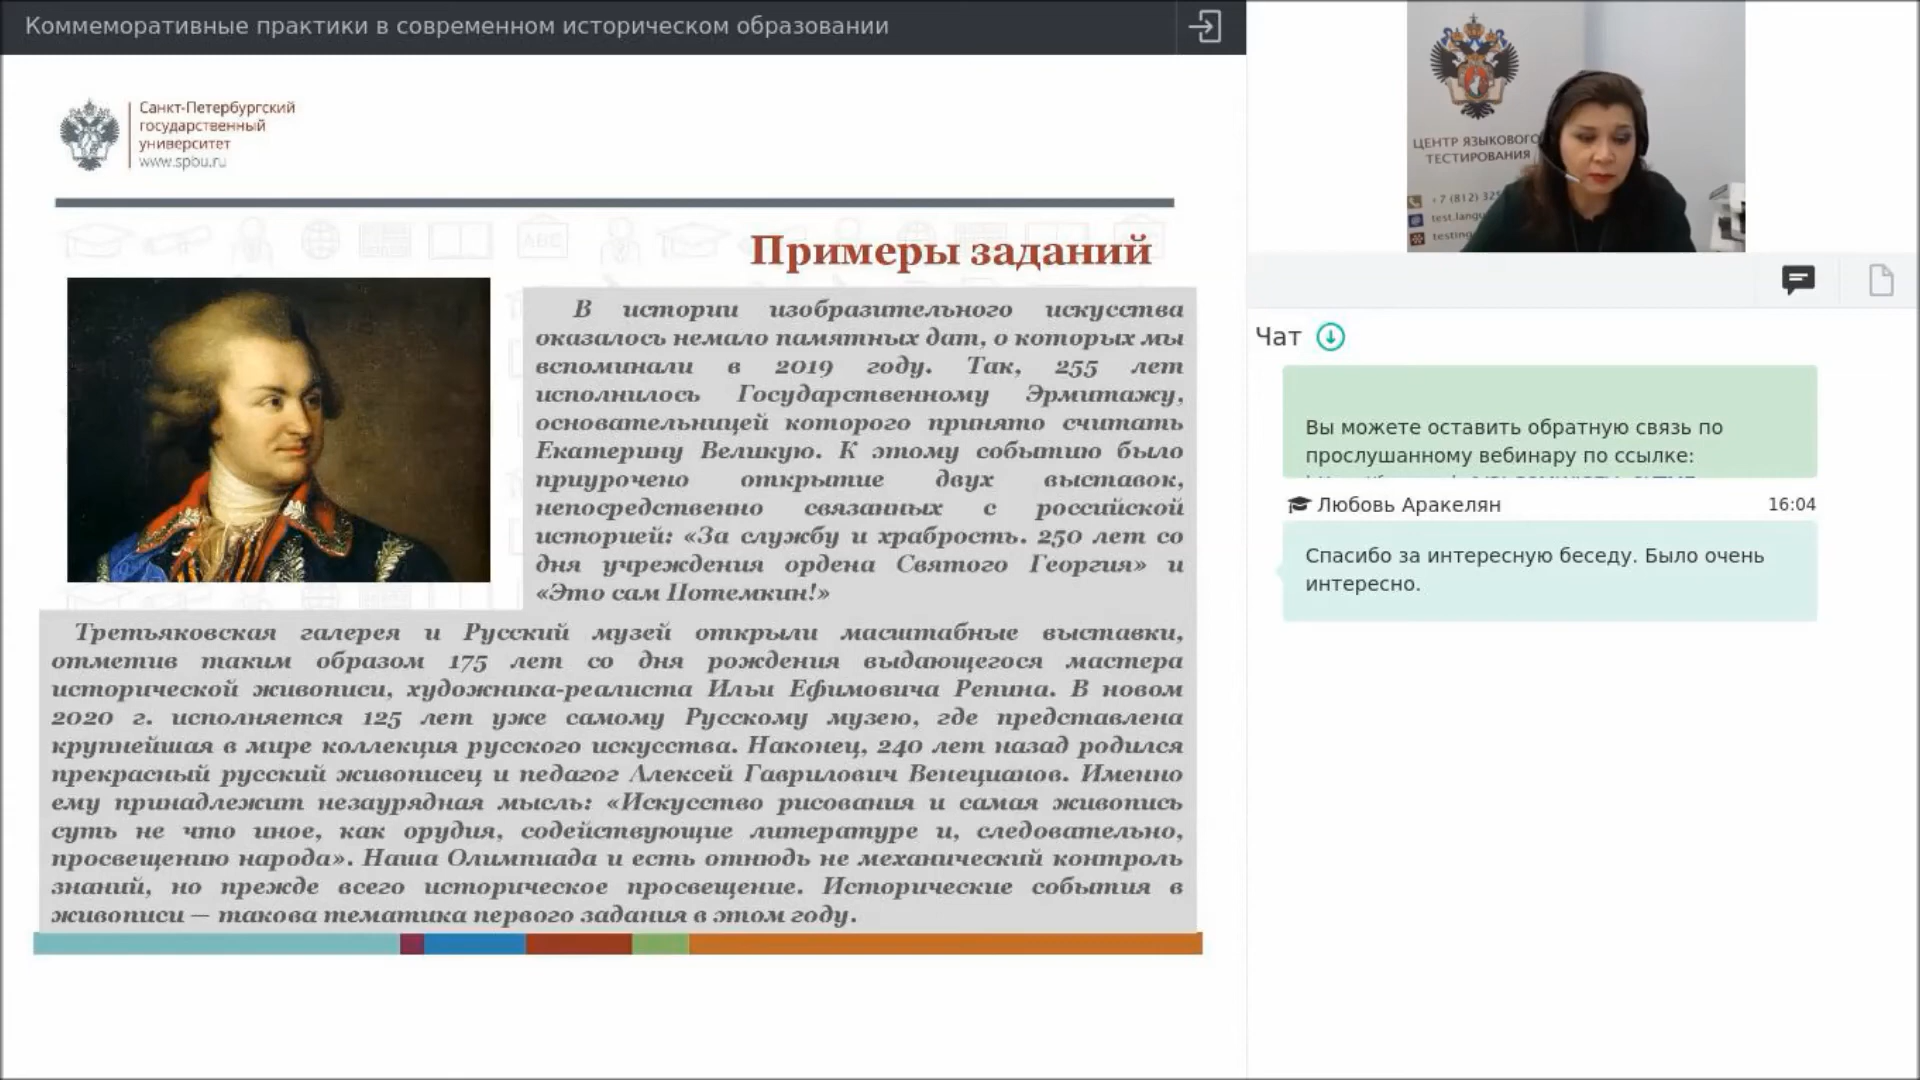 Коммеморативные практики в современном историческом образовании
Санкт-Петербургский
государственный
университет
www.spbu.ru
Примеры заданий
В истории изобразительного искусства
оказалось немало памятных дат, о которых мы
вспоминали в 2019 году. Так, 255 лет
исполнилось Государственному Эрмитажу,
основательницей которого принято считать
Екатерину Великую. К этому событию было
приурочено открытие двух выставок,
непосредственно связанных с российской
историей: «За службу и храбрость. 250 лет со
дня учреждения ордена Святого Георгия» и
«Это сам Потемкин!»
Третьяковская галерея и Русский музей открыли масштабные выставки,
отметив таким образом 175 лет со дня рождения выдающегося мастера
исторической живописи, художника-реалиста Ильи Ефимовича Репина. В новом
2020 г. исполняется 125 лет уже самому Русскому музею, где представлена
крупнейшая в мире коллекция русского искусства. Наконец, 240 лет назад родился
прекрасный русский живописец и педагог Алексей Гаврилович Венецианов. Именно
ему принадлежит незаурядная мысль: «Искусство рисования и самая живопись
суть не что иное, как орудия, содействующие литературе и, следовательно,
просвещению народа». Наша Олимпиада и есть отнюдь не механический контроль
знаний, но прежде всего историческое просвещение. Исторические события в
живописи — такова тематика первого задания в этом году.
ЦЕНТР ЯЗЫКОВОГО
ТЕСТИРОВАНИЯ
+7 (812) 325
test.langu
testing
Чат
Вы можете оставить обратную связь по
прослушанному вебинару по ссылке:
Любовь Аракелян 16:04
Спасибо за интересную беседу. Было очень
интересно.